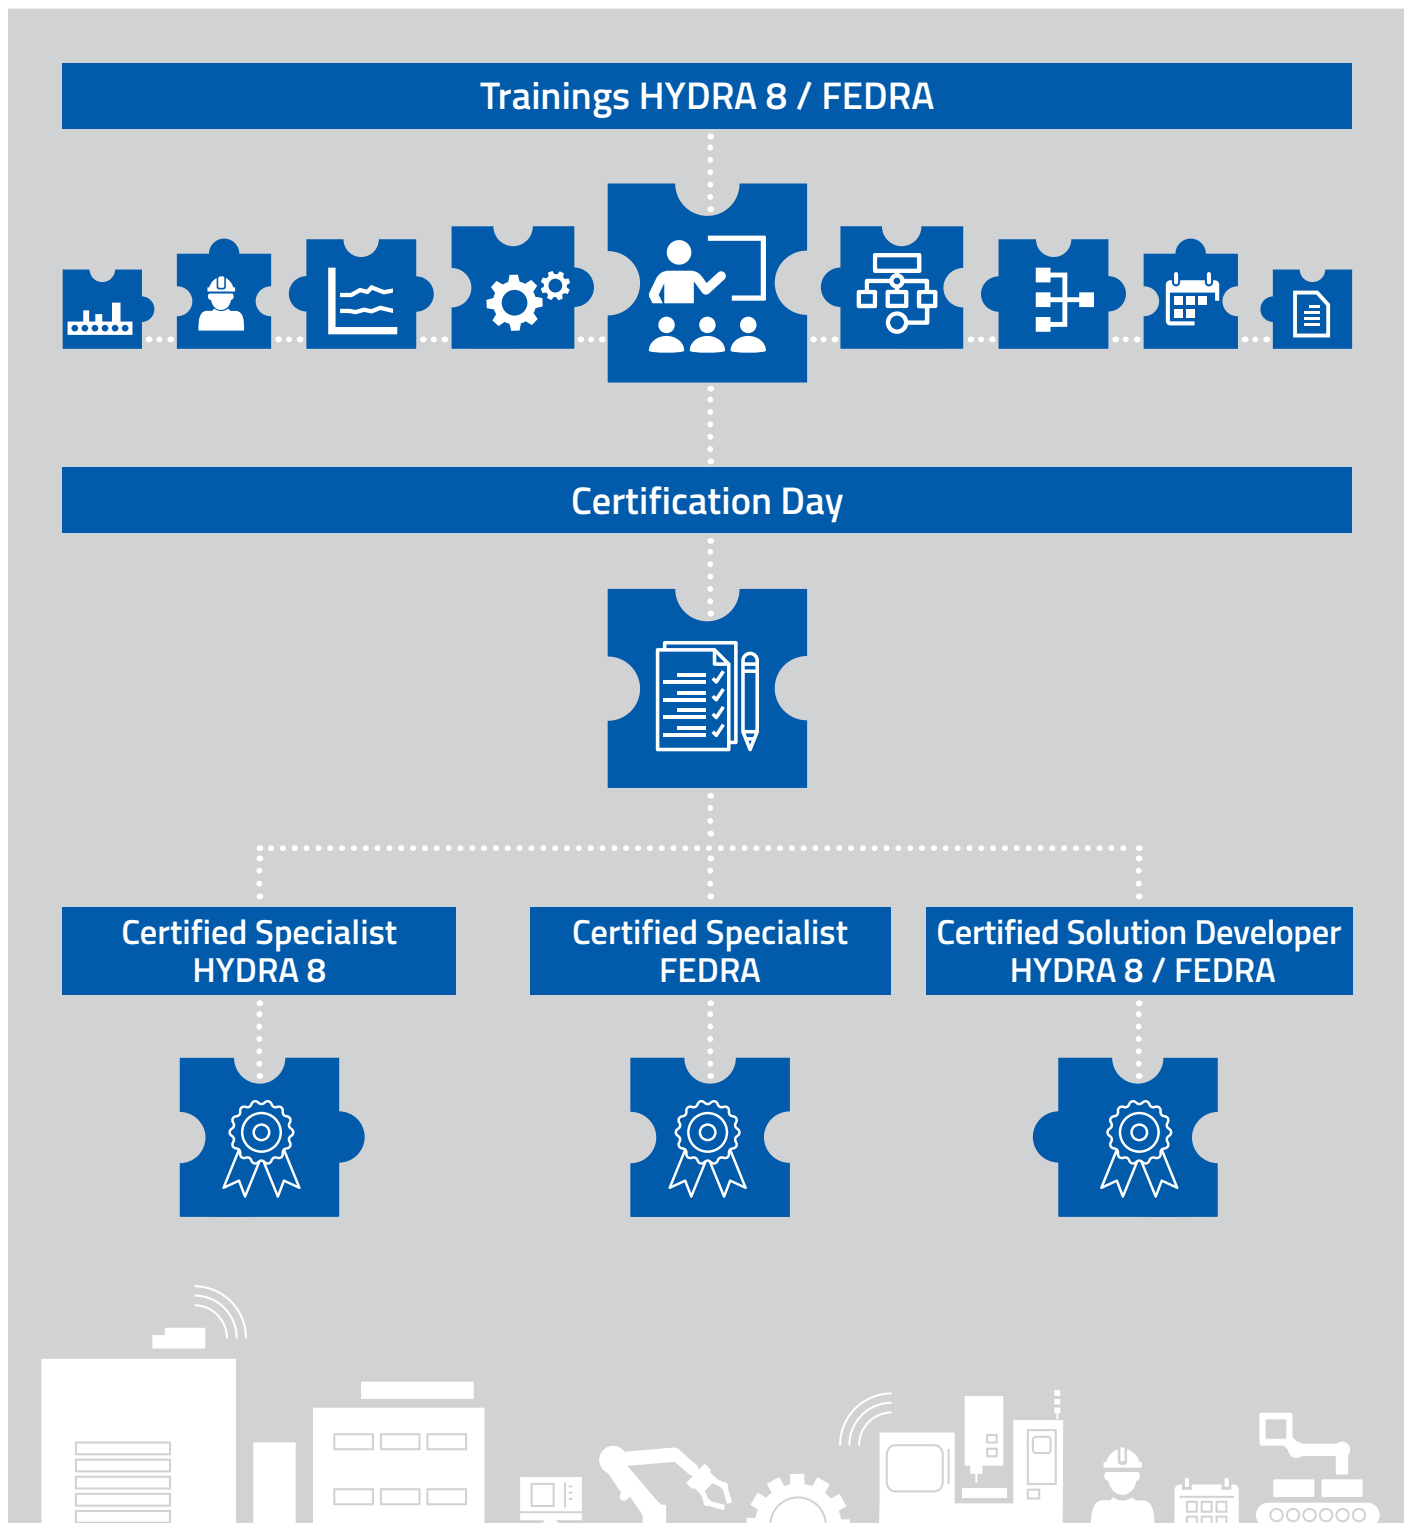 Trainings HYDRA 8 / FEDRA
Certification Day
Certified Specialist
HYDRA 8
Certified Specialist
FEDRA
Certified Solution Developer
HYDRA 8 / FEDRA